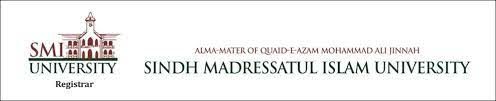 SMI
UNIVERSITY
Registrar
ALMA-MATER OF QUAID-E-AZAM MOHAMMAD ALI JINNAH
SINDH MADRESSATUL ISLAM UNIVERSITY